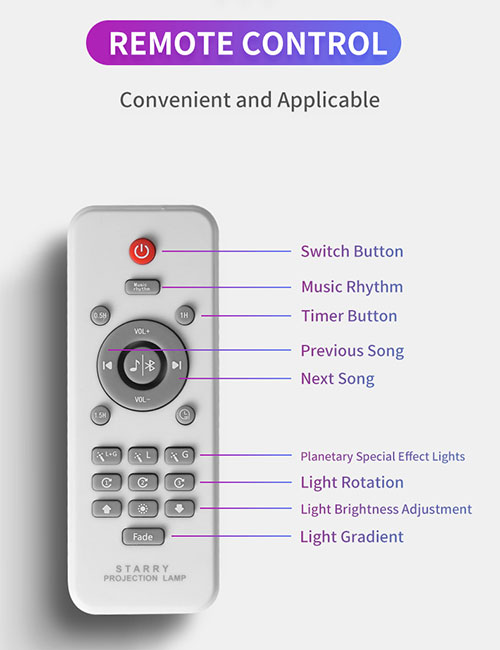 REMOTE CONTROL
Convenient and Applicable
Switch Button
Music
rhythm
Music Rhythm
0.5H
1H
Timer Button
VOL+
Previous Song
Next Song
VOL-
1.5H
L+G
L
G
Planetary Special Effect Lights
Light Rotation
Light Brightness Adjustment
Fade
Light Gradient
STARRY
PROJECTION LAMP